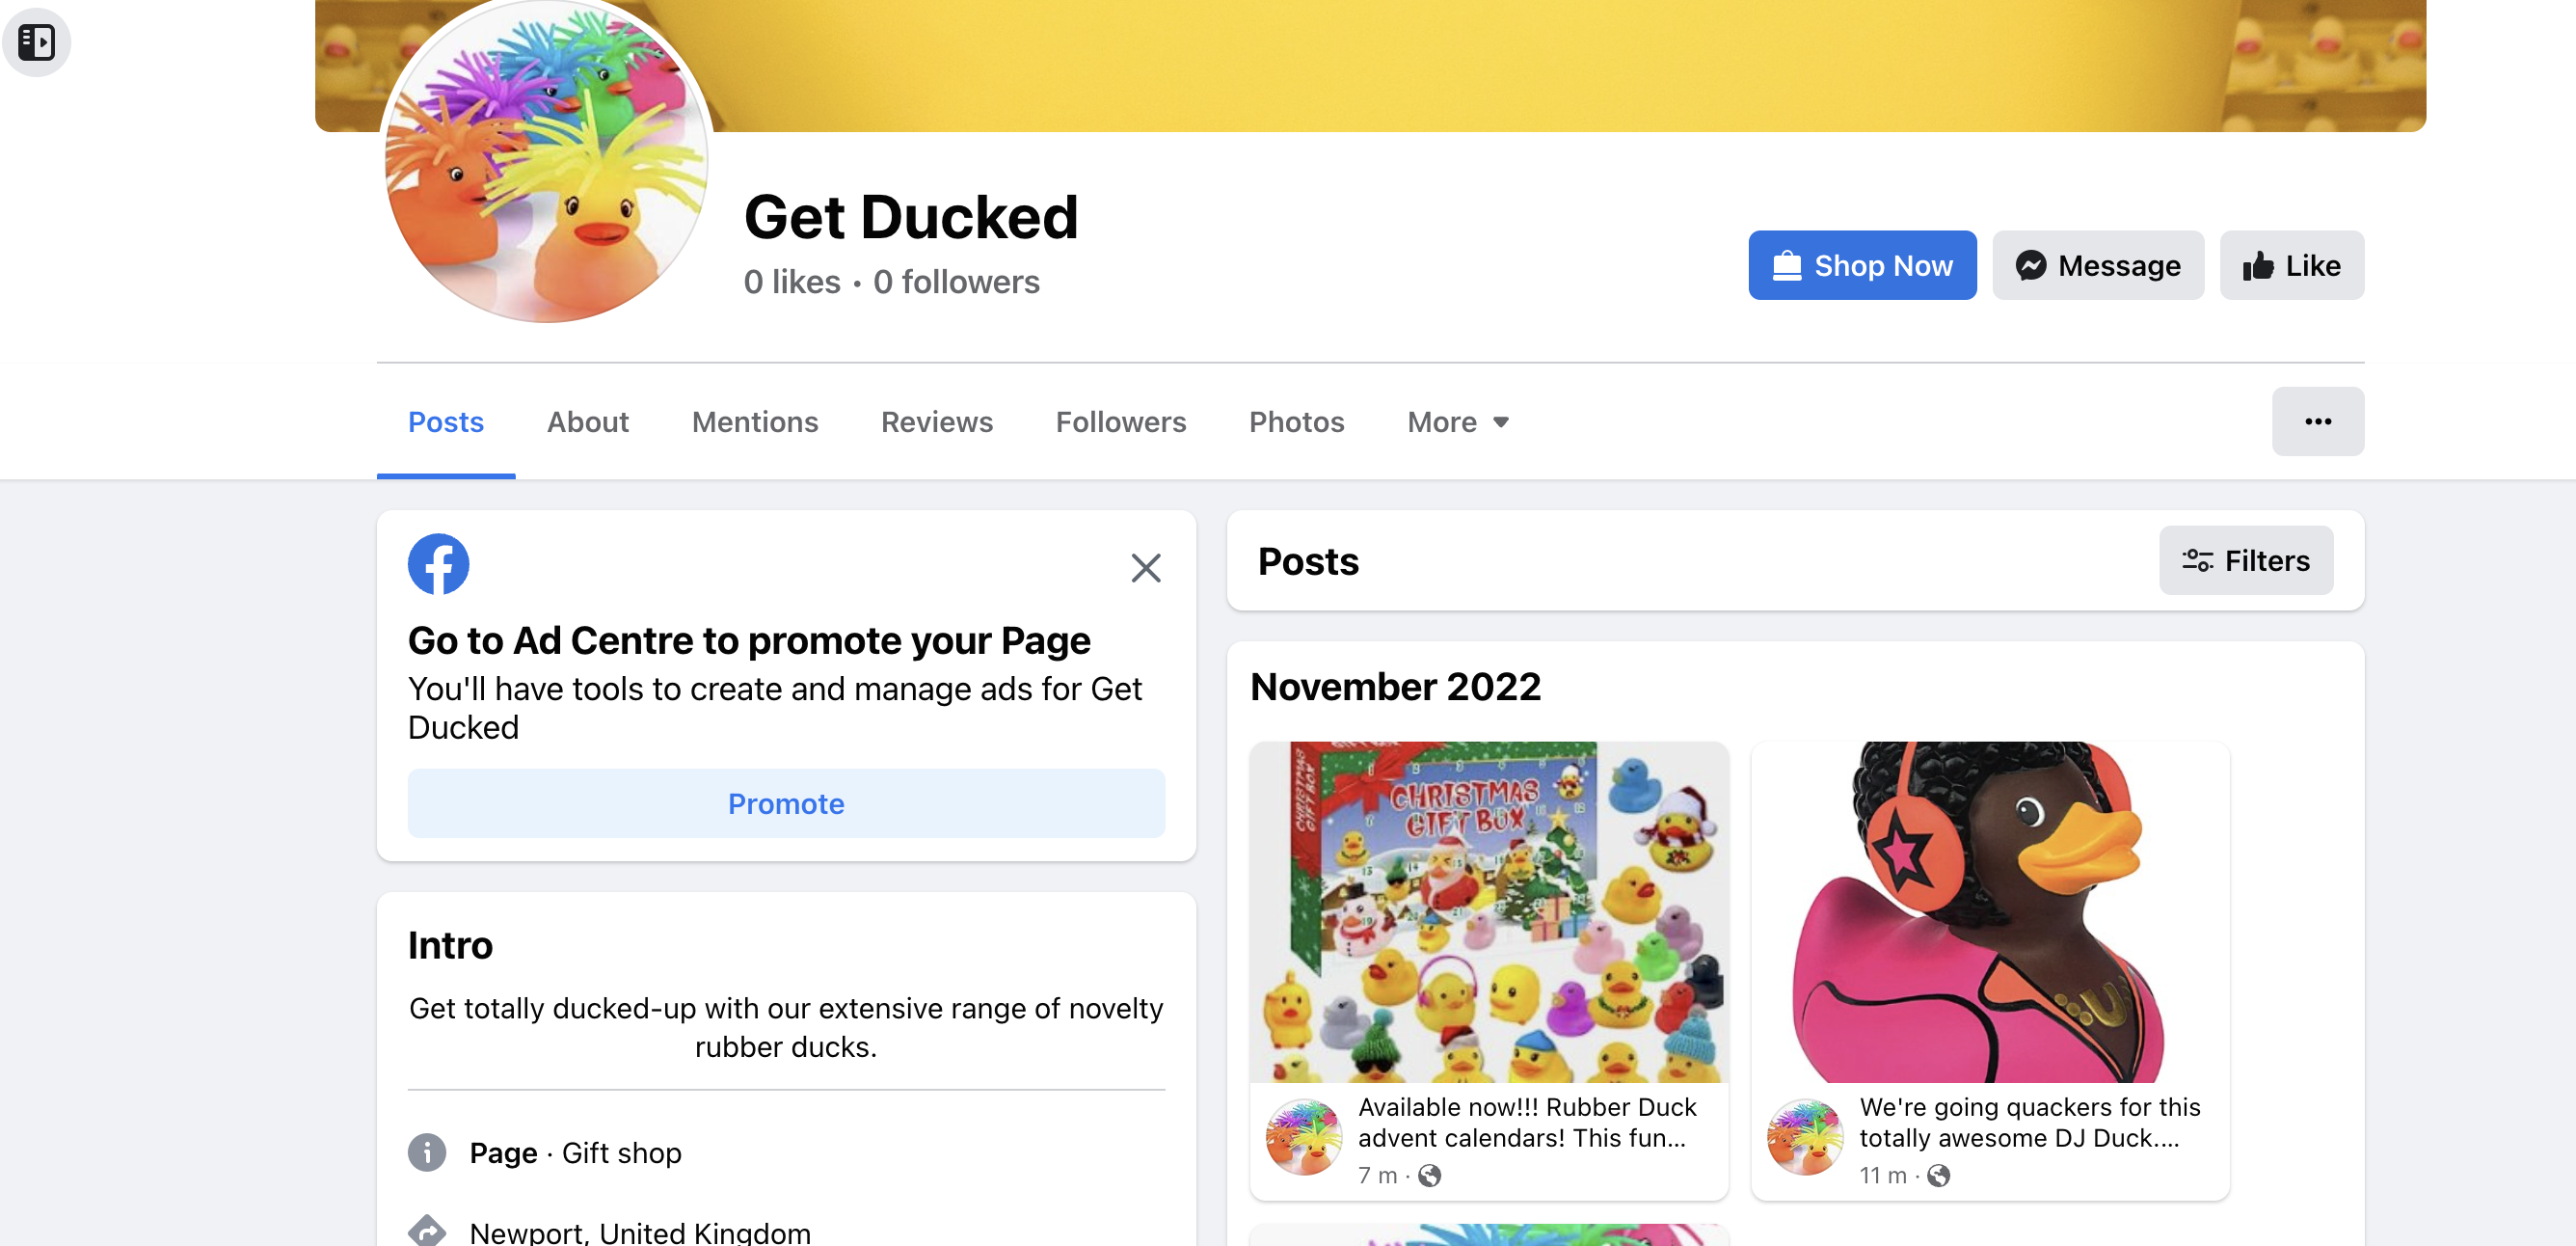 Get Ducked
0 likes · 0 followers
Shop Now
Message
Like
Posts
About
Mentions
Reviews
Followers
Photos
More
Go to Ad Centre to promote your Page
You'll have tools to create and manage ads for Get
Ducked
Promote
Intro
Get totally ducked-up with our extensive range of novelty
rubber ducks.
Page · Gift shop
Newport, United Kingdom
Posts
Filters
November 2022
CHRISTMAS
GIFT BOX
CHRISTMAS
GIFT BOX
Available now!!! Rubber Duck
advent calendars! This fun...
7 m ·
We're going quackers for this
totally awesome DJ Duck....
11 m ·